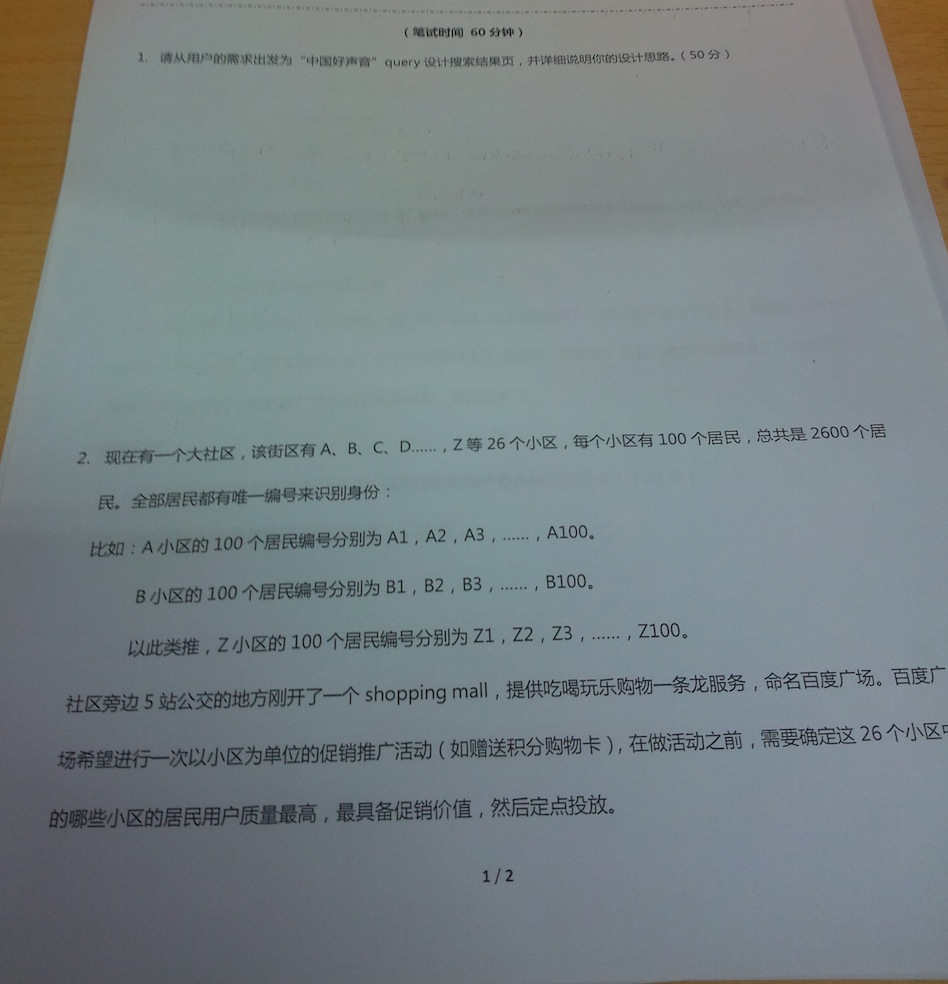 （笔试时间 60 分钟）
1. 请从用户的需求出发为“中国好声音”query 设计搜索结果页，并详细说明你的设计思路。（50 分）
2. 现在有一个大社区，该街区有 A、B、C、D……，Z 等 26 个小区，每个小区有 100 个居民，总共是 2600 个居
民。全部居民都有唯一编号来识别身份：
比如：A 小区的 100 个居民编号分别为 A1，A2，A3，……，A100。
B 小区的 100 个居民编号分别为 B1，B2，B3，……，B100。
以此类推，Z 小区的 100 个居民编号分别为 Z1，Z2，Z3，……，Z100。
社区旁边 5 站公交的地方刚开了一个 shopping mall，提供吃喝玩乐购物一条龙服务，命名百度广场。百度广
场希望进行一次以小区为单位的促销推广活动（如赠送积分购物卡），在做活动之前，需要确定这 26 个小区中
的哪些小区的居民用户质量最高，最具备促销价值，然后定点投放。
1 / 2